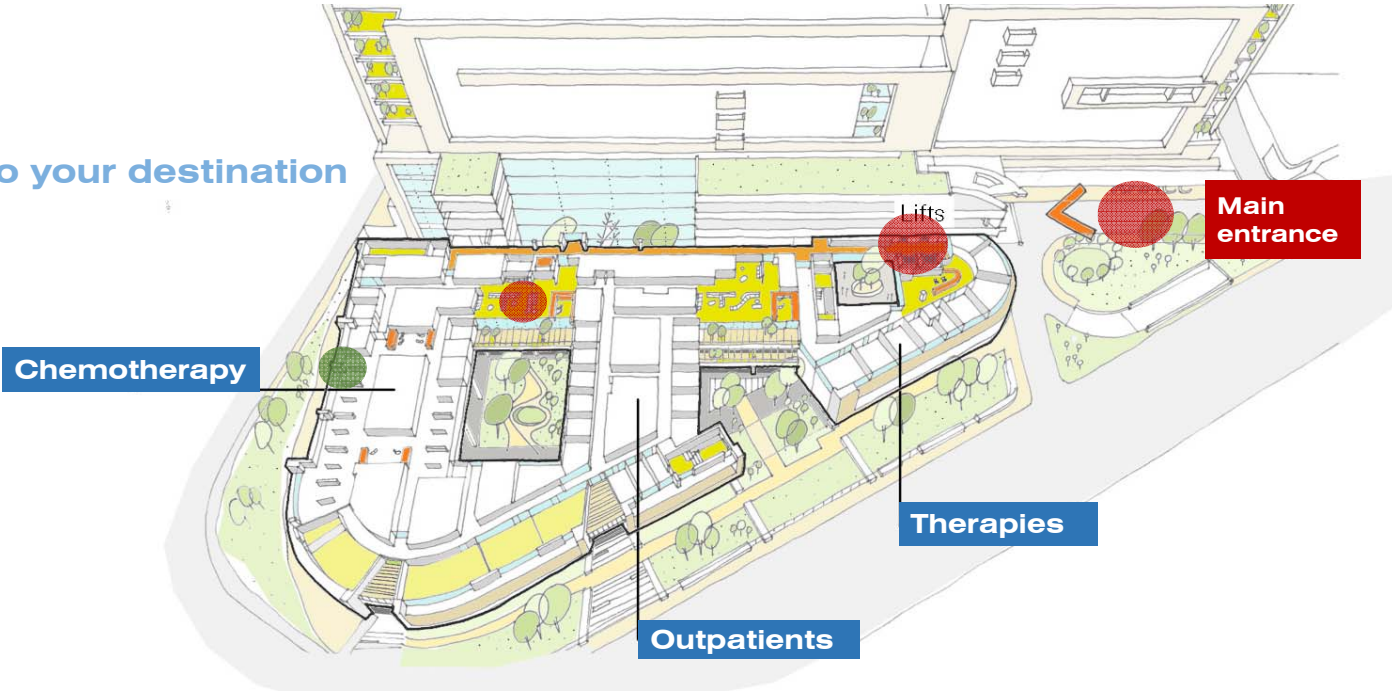 o your destination
Lifts
Main
entrance
Chemotherapy
Therapies
Outpatients